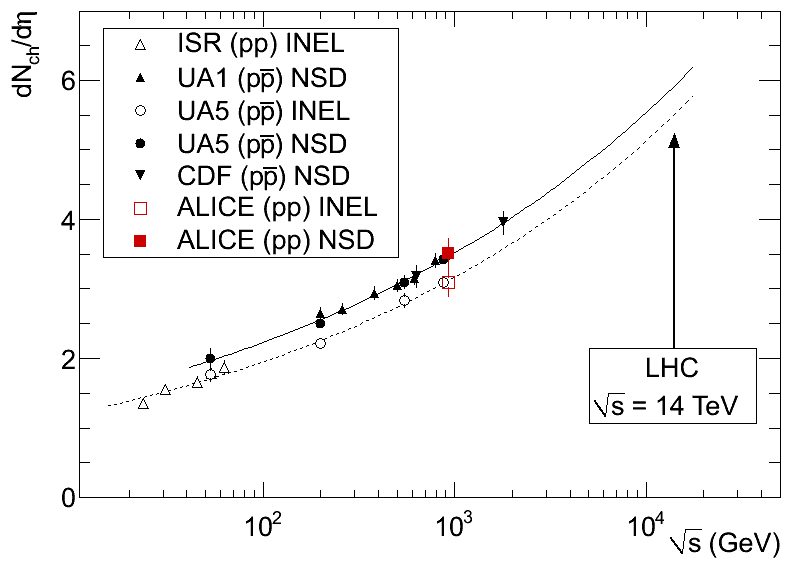 dN_ch/dη
6
4
2
0
ISR (pp) INEL
UA1 (pp̅) NSD
UA5 (pp̅) INEL
UA5 (pp̅) NSD
CDF (pp̅) NSD
ALICE (pp) INEL
ALICE (pp) NSD
LHC
√s = 14 TeV
10²
10³
10⁴
√s (GeV)